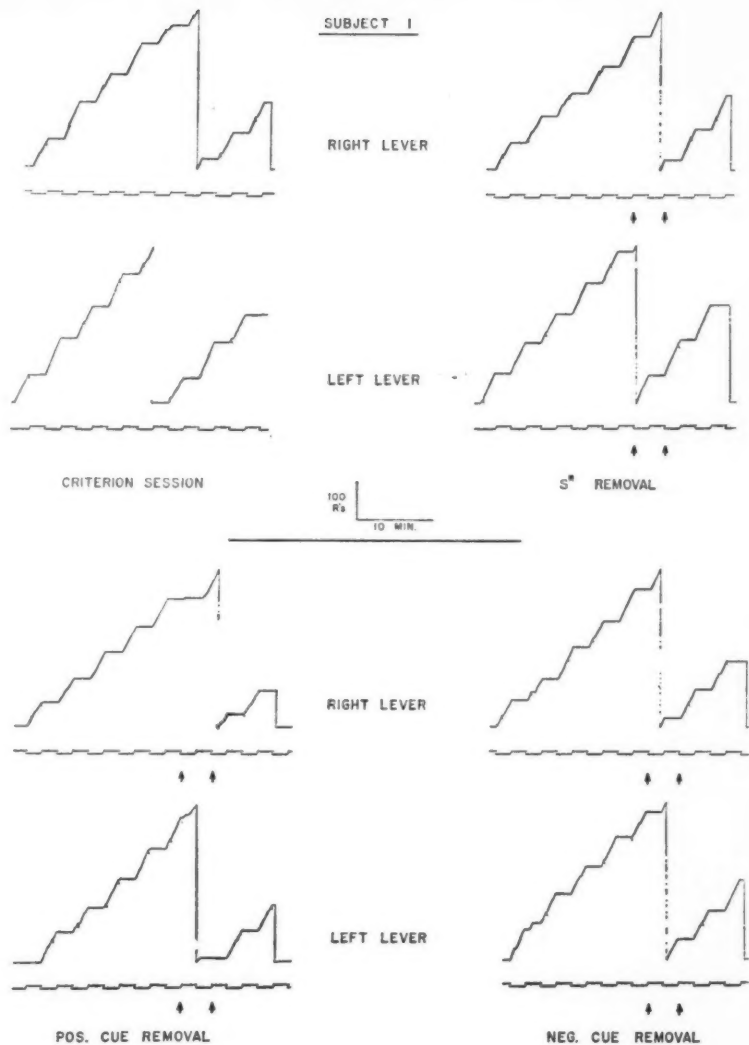 SUBJECT 1
RIGHT LEVER
LEFT LEVER
CRITERION SESSION
S^R REMOVAL
100
R's
10 MIN.
RIGHT LEVER
LEFT LEVER
POS. CUE REMOVAL
NEG. CUE REMOVAL